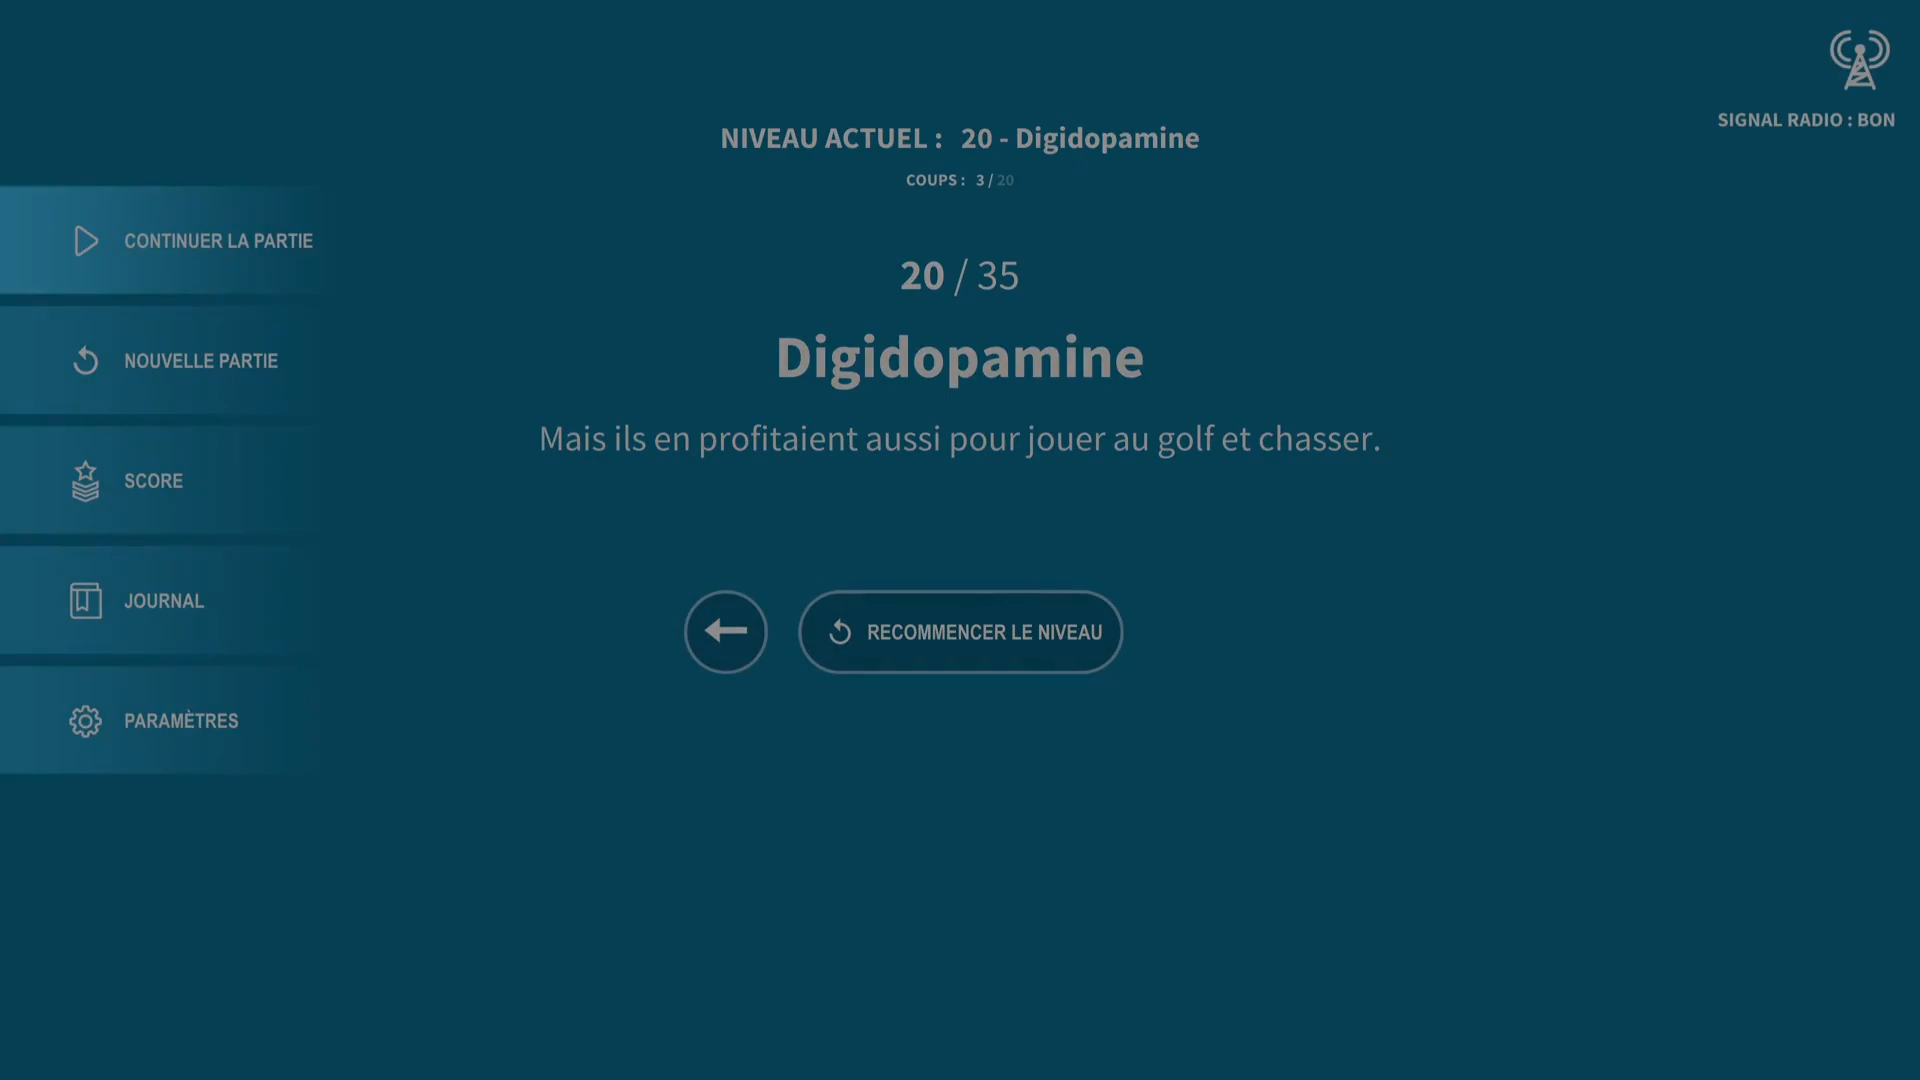 SIGNAL RADIO : BON
NIVEAU ACTUEL : 20 - Digidopamine
COUPS : 3 / 20
CONTINUER LA PARTIE
NOUVELLE PARTIE
SCORE
JOURNAL
PARAMÈTRES
20 / 35
Digidopamine
Mais ils en profitaient aussi pour jouer au golf et chasser.
RECOMMENCER LE NIVEAU